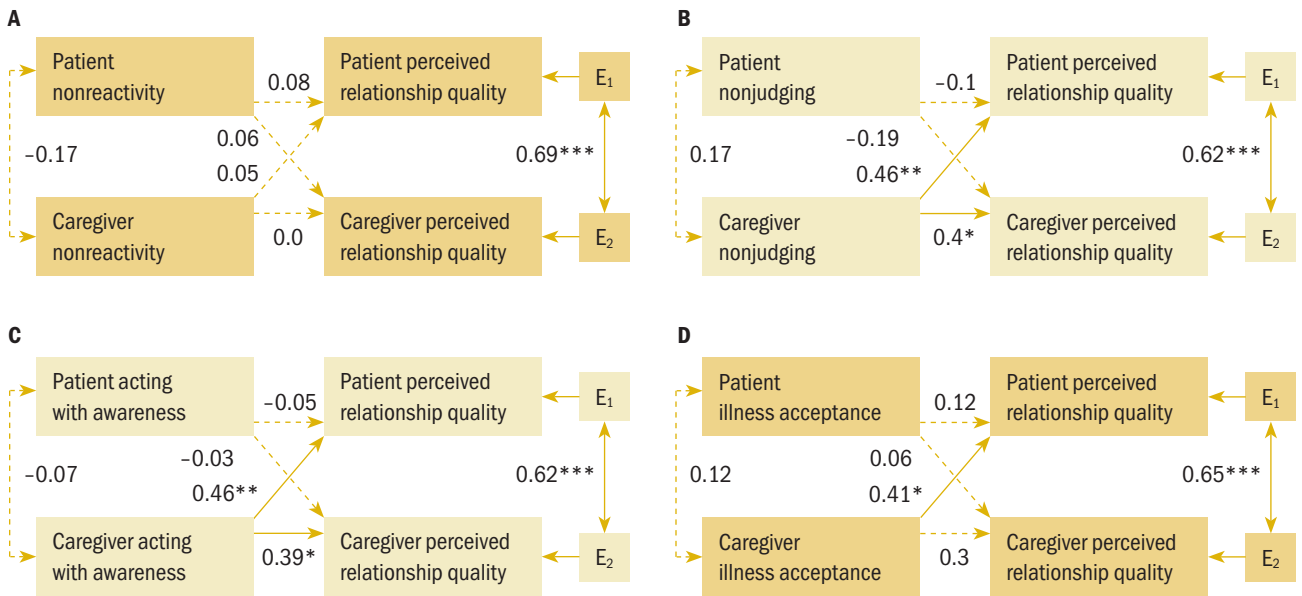 A
Patient
nonreactivity
0.08
Patient perceived
relationship quality
E₁
–0.17
0.06
0.05
0.69***
Caregiver
nonreactivity
0.0
Caregiver perceived
relationship quality
E₂
B
Patient
nonjudging
–0.1
Patient perceived
relationship quality
E₁
0.17
–0.19
0.46**
0.62***
Caregiver
nonjudging
0.4*
Caregiver perceived
relationship quality
E₂
C
Patient acting
with awareness
–0.05
Patient perceived
relationship quality
E₁
–0.07
–0.03
0.46**
0.62***
Caregiver acting
with awareness
0.39*
Caregiver perceived
relationship quality
E₂
D
Patient
illness acceptance
0.12
Patient perceived
relationship quality
E₁
0.12
0.06
0.41*
0.65***
Caregiver
illness acceptance
0.3
Caregiver perceived
relationship quality
E₂